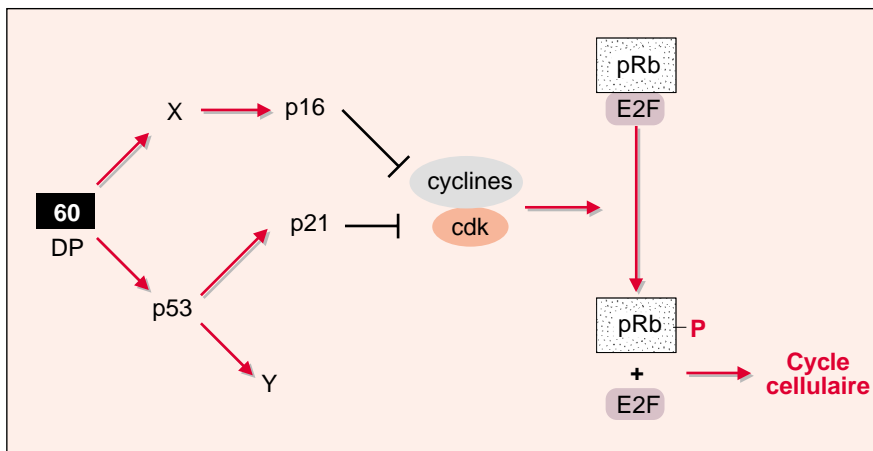 pRb
E2F
X
p16
cyclines
cdk
60
DP
p21
p53
pRb
P
+
E2F
Cycle
cellulaire
Y